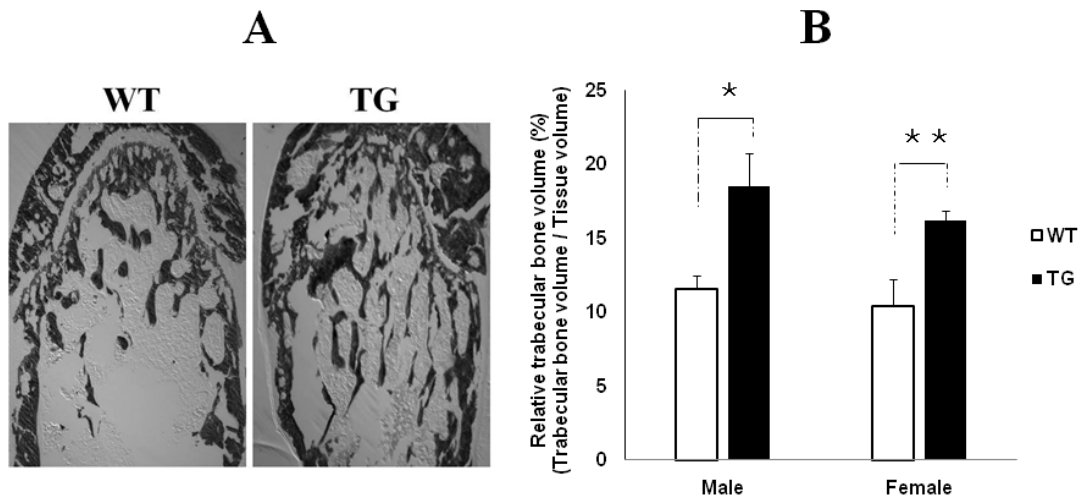 A
WT
TG
B
Relative trabecular bone volume (%)
(Trabecular bone volume / Tissue volume)
25
20
15
10
5
0
*
**
Male
Female
WT
TG